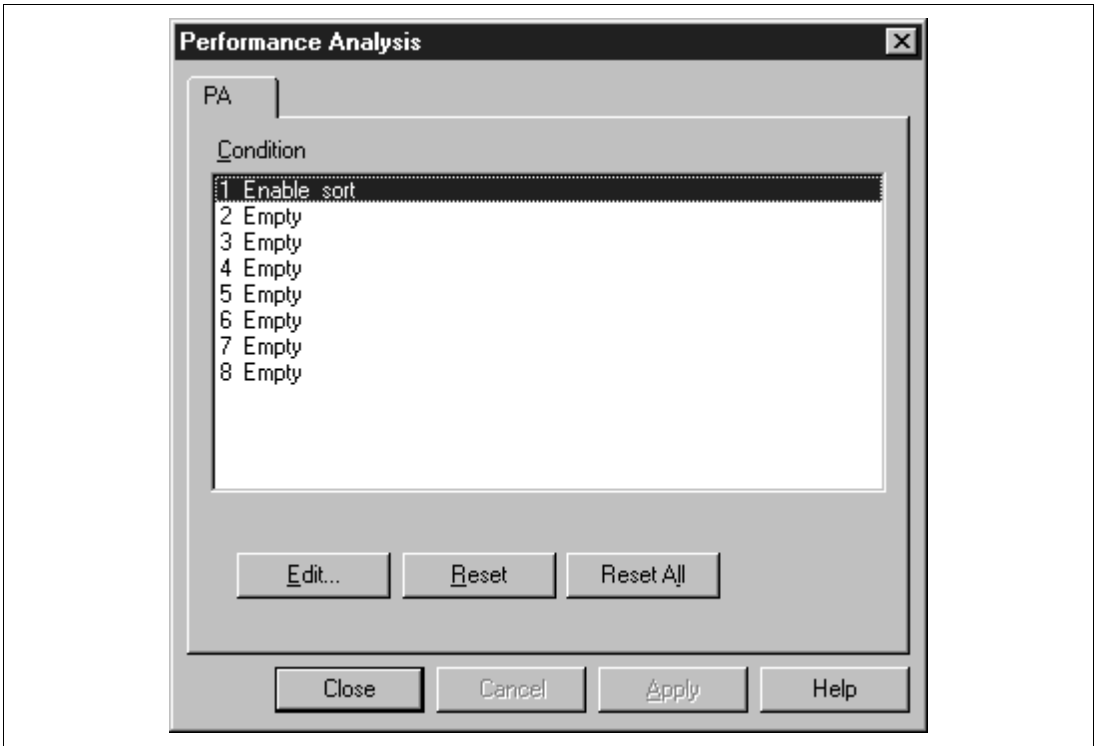 Performance Analysis
PA
Condition
1 Enable sort
2 Empty
3 Empty
4 Empty
5 Empty
6 Empty
7 Empty
8 Empty
Edit... Reset Reset All
Close Cancel Apply Help